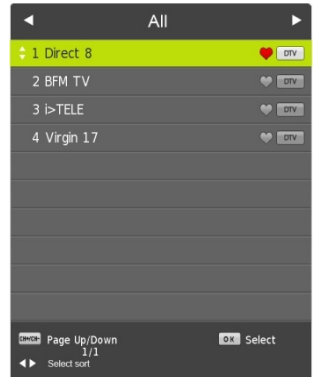 All
1 Direct 8 DTV
2 BFM TV DTV
3 i>TELE DTV
4 Virgin 17 DTV
CH+/CH- Page Up/Down OK Select
1/1
Select sort